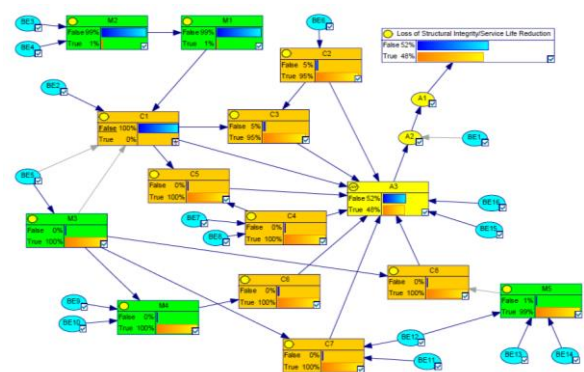 BE3
BE4
M2
False 99%
True 1%
M1
False 99%
True 1%
C2
False 5%
True 95%
Loss of Structural Integrity/Service Life Reduction
False 52%
True 48%
A1
A2
BE1
BE2
C1
False 100%
True 0%
C3
False 5%
True 95%
C5
False 0%
True 100%
A3
False 52%
True 48%
BE16
BE15
BE7
C4
False 0%
True 100%
M3
False 0%
True 100%
C6
False 0%
True 100%
False 0%
True 100%
M5
False 1%
True 99%
BE9
BE10
M4
False 0%
True 100%
C7
False 0%
True 100%
BE12
BE11
BE13
BE14